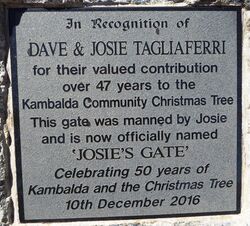 In Recognition of
DAVE & JOSIE TAGLIAFERRI
for their valued contribution
over 47 years to the
Kambalda Community Christmas Tree
This gate was manned by Josie
and is now officially named
'JOSIE'S GATE'
Celebrating 50 years of
Kambalda and the Christmas Tree
10th December 2016